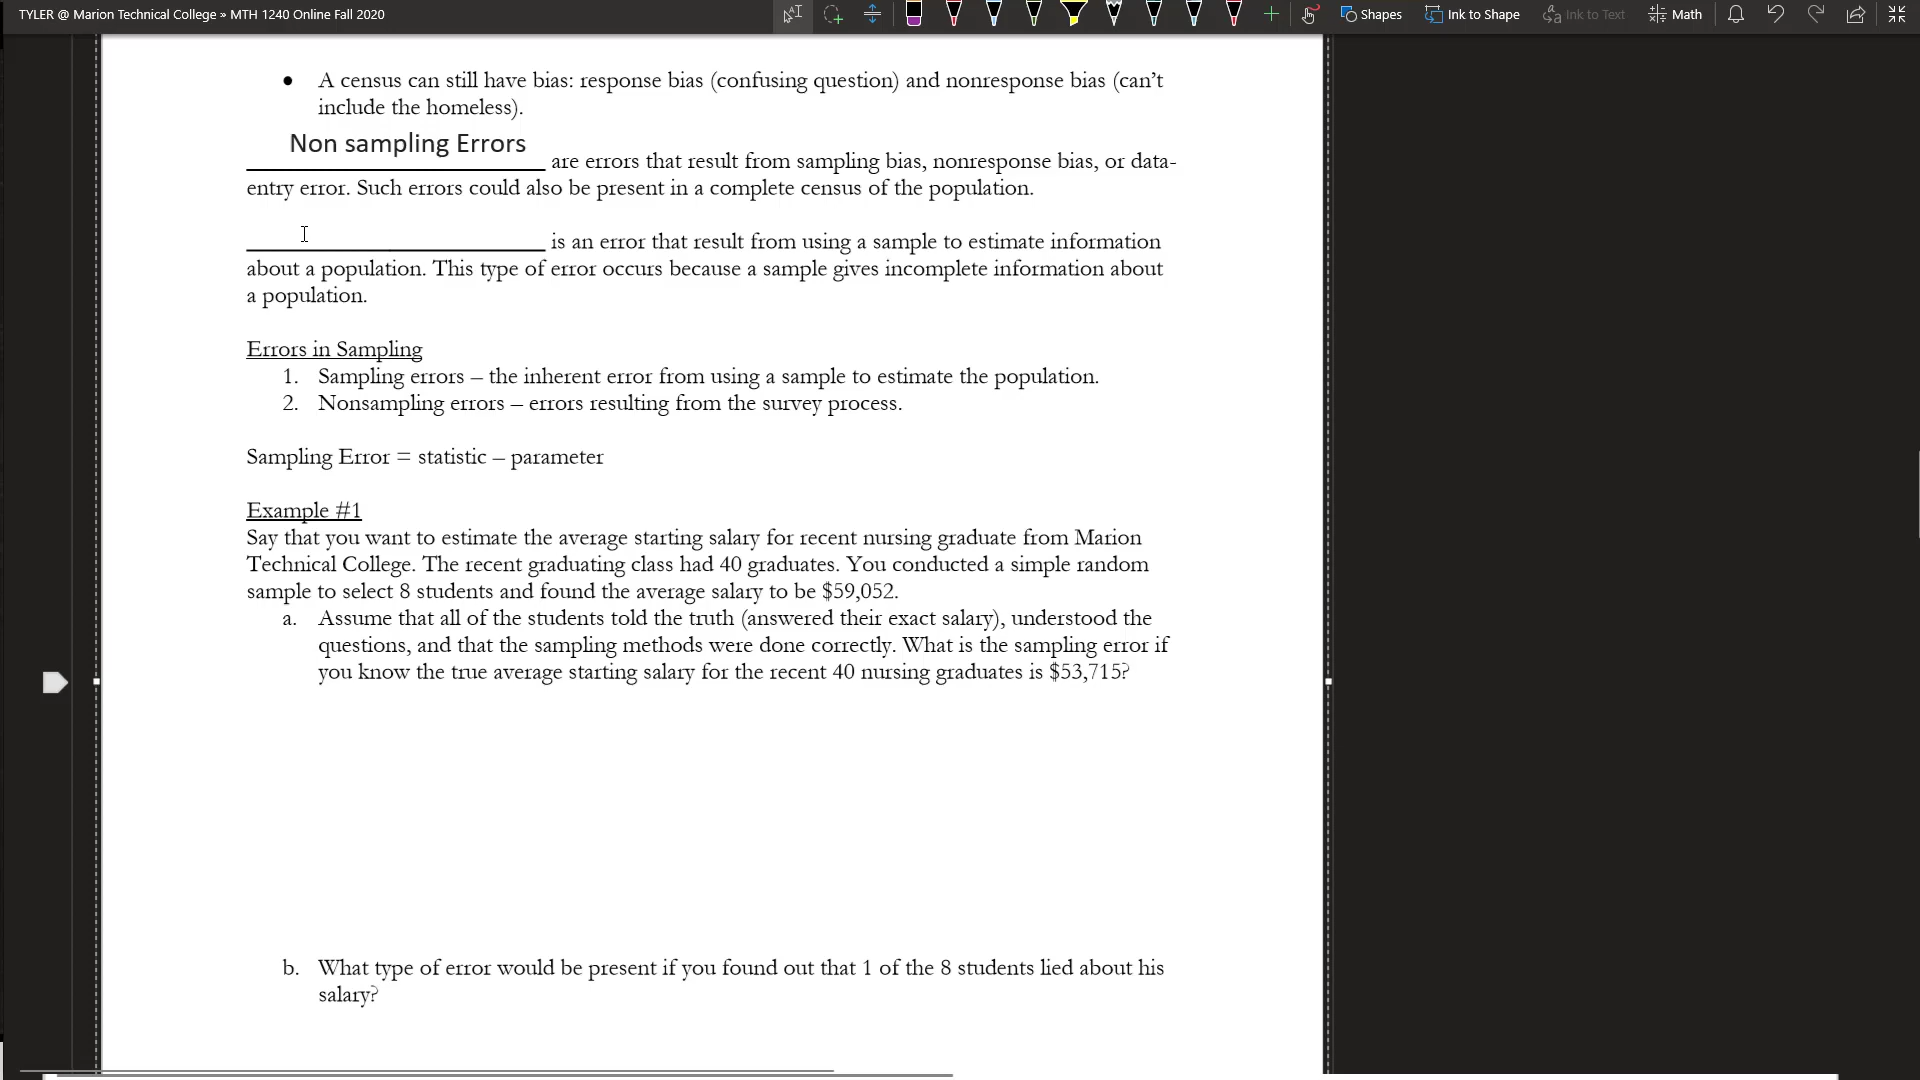 TYLER @ Marion Technical College » MTH 1240 Online Fall 2020
Shapes
Ink to Shape
Ink to Text
Math
• A census can still have bias: response bias (confusing question) and nonresponse bias (can’t
include the homeless).
Non sampling Errors
______________ are errors that result from sampling bias, nonresponse bias, or data-
entry error. Such errors could also be present in a complete census of the population.
______________ is an error that result from using a sample to estimate information
about a population. This type of error occurs because a sample gives incomplete information about
a population.
Errors in Sampling
1. Sampling errors – the inherent error from using a sample to estimate the population.
2. Nonsampling errors – errors resulting from the survey process.
Sampling Error = statistic – parameter
Example #1
Say that you want to estimate the average starting salary for recent nursing graduate from Marion
Technical College. The recent graduating class had 40 graduates. You conducted a simple random
sample to select 8 students and found the average salary to be $59,052.
a. Assume that all of the students told the truth (answered their exact salary), understood the
questions, and that the sampling methods were done correctly. What is the sampling error if
you know the true average starting salary for the recent 40 nursing graduates is $53,715?
b. What type of error would be present if you found out that 1 of the 8 students lied about his
salary?